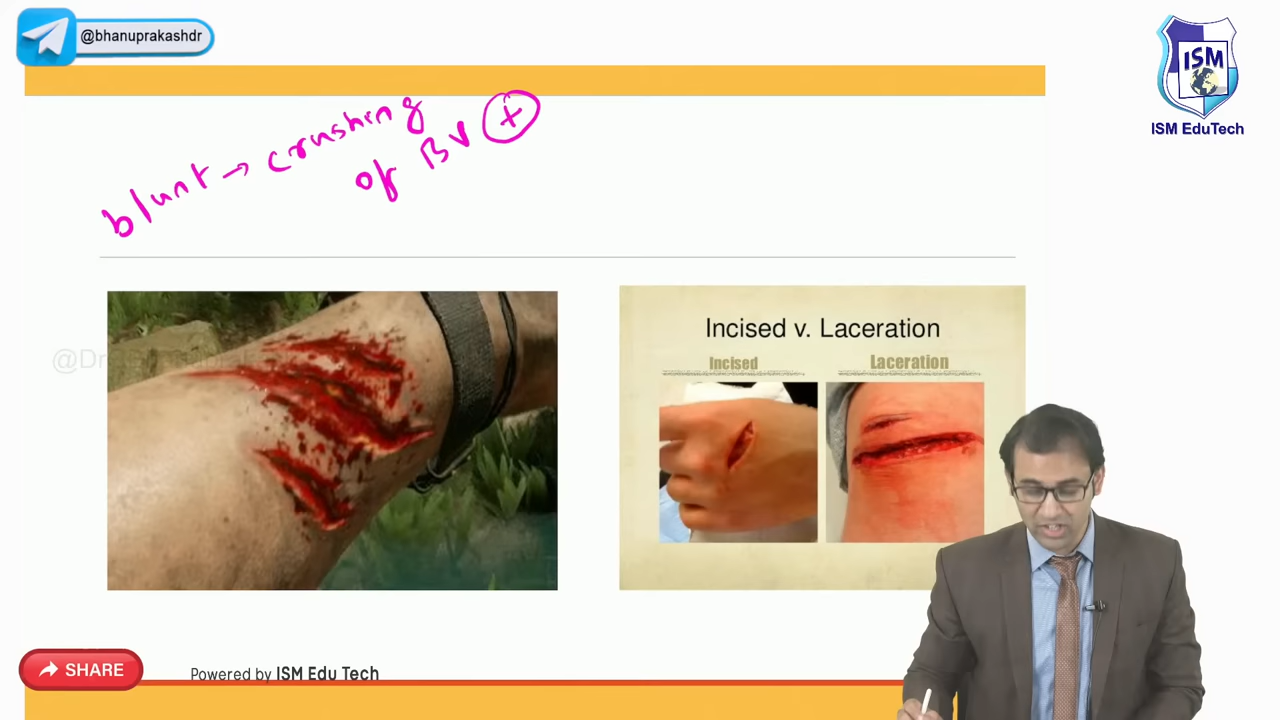 @bhanuprakashdr
ISM
ISM EduTech
blunt → crushing
of BV +
Incised v. Laceration
Incised
Laceration
SHARE
Powered by ISM Edu Tech